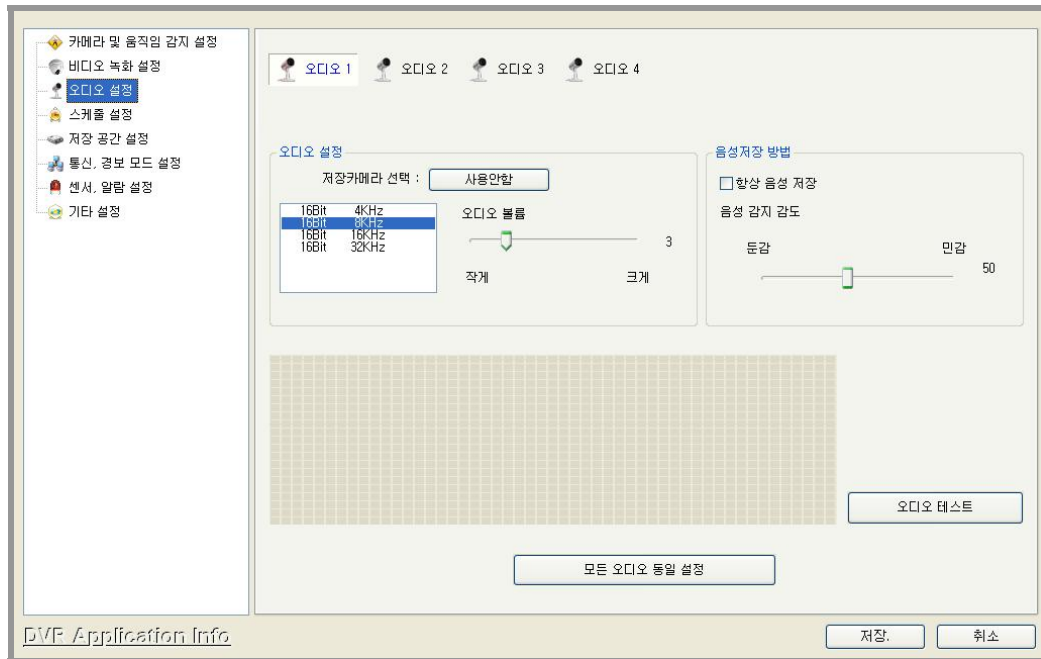 카메라 및 움직임 감지 설정
비디오 녹화 설정
오디오 설정
스케줄 설정
저장 공간 설정
통신, 경보 모드 설정
센서, 알람 설정
기타 설정
오디오 1
오디오 2
오디오 3
오디오 4
오디오 설정
저장카메라 선택 :
사용안함
16Bit 4KHz
16Bit 8KHz
16Bit 16KHz
16Bit 32KHz
오디오 볼륨
3
작게 크게
음성저장 방법
항상 음성 저장
음성 감지 감도
둔감 민감
50
오디오 테스트
모든 오디오 동일 설정
DVR Application Info
저장.
취소